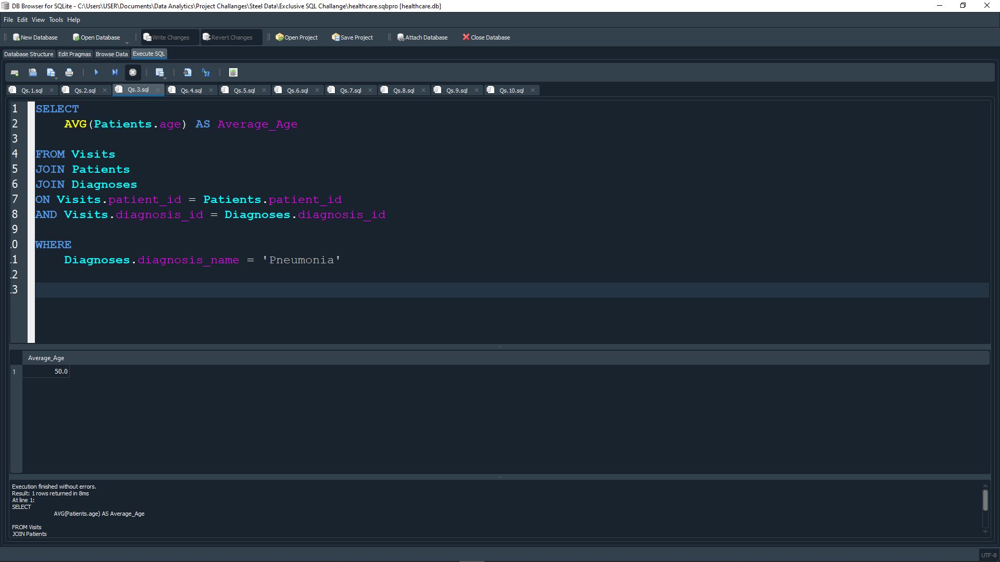 DB Browser for SQLite - C:\Users\USER\Documents\Data Analytics\Project Challanges\Steel Data\Exclusive SQL Challange\healthcare.sqbpro [healthcare.db]
File Edit View Tools Help
New Database Open Database Write Changes Revert Changes Open Project Save Project Attach Database Close Database
Database Structure Edit Pragmas Browse Data Execute SQL
Qs.1.sql Qs.2.sql Qs.3.sql Qs.4.sql Qs.5.sql Qs.6.sql Qs.7.sql Qs.8.sql Qs.9.sql Qs.10.sql
1 SELECT
2 AVG(Patients.age) AS Average_Age
3
4 FROM Visits
5 JOIN Patients
6 JOIN Diagnoses
7 ON Visits.patient_id = Patients.patient_id
8 AND Visits.diagnosis_id = Diagnoses.diagnosis_id
9
.0 WHERE
.1 Diagnoses.diagnosis_name = 'Pneumonia'
.2
.3
Average_Age
1 50.0
Execution finished without errors.
Result: 1 rows returned in 8ms
At line 1:
SELECT
AVG(Patients.age) AS Average_Age
FROM Visits
JOIN Patients
UTF-8